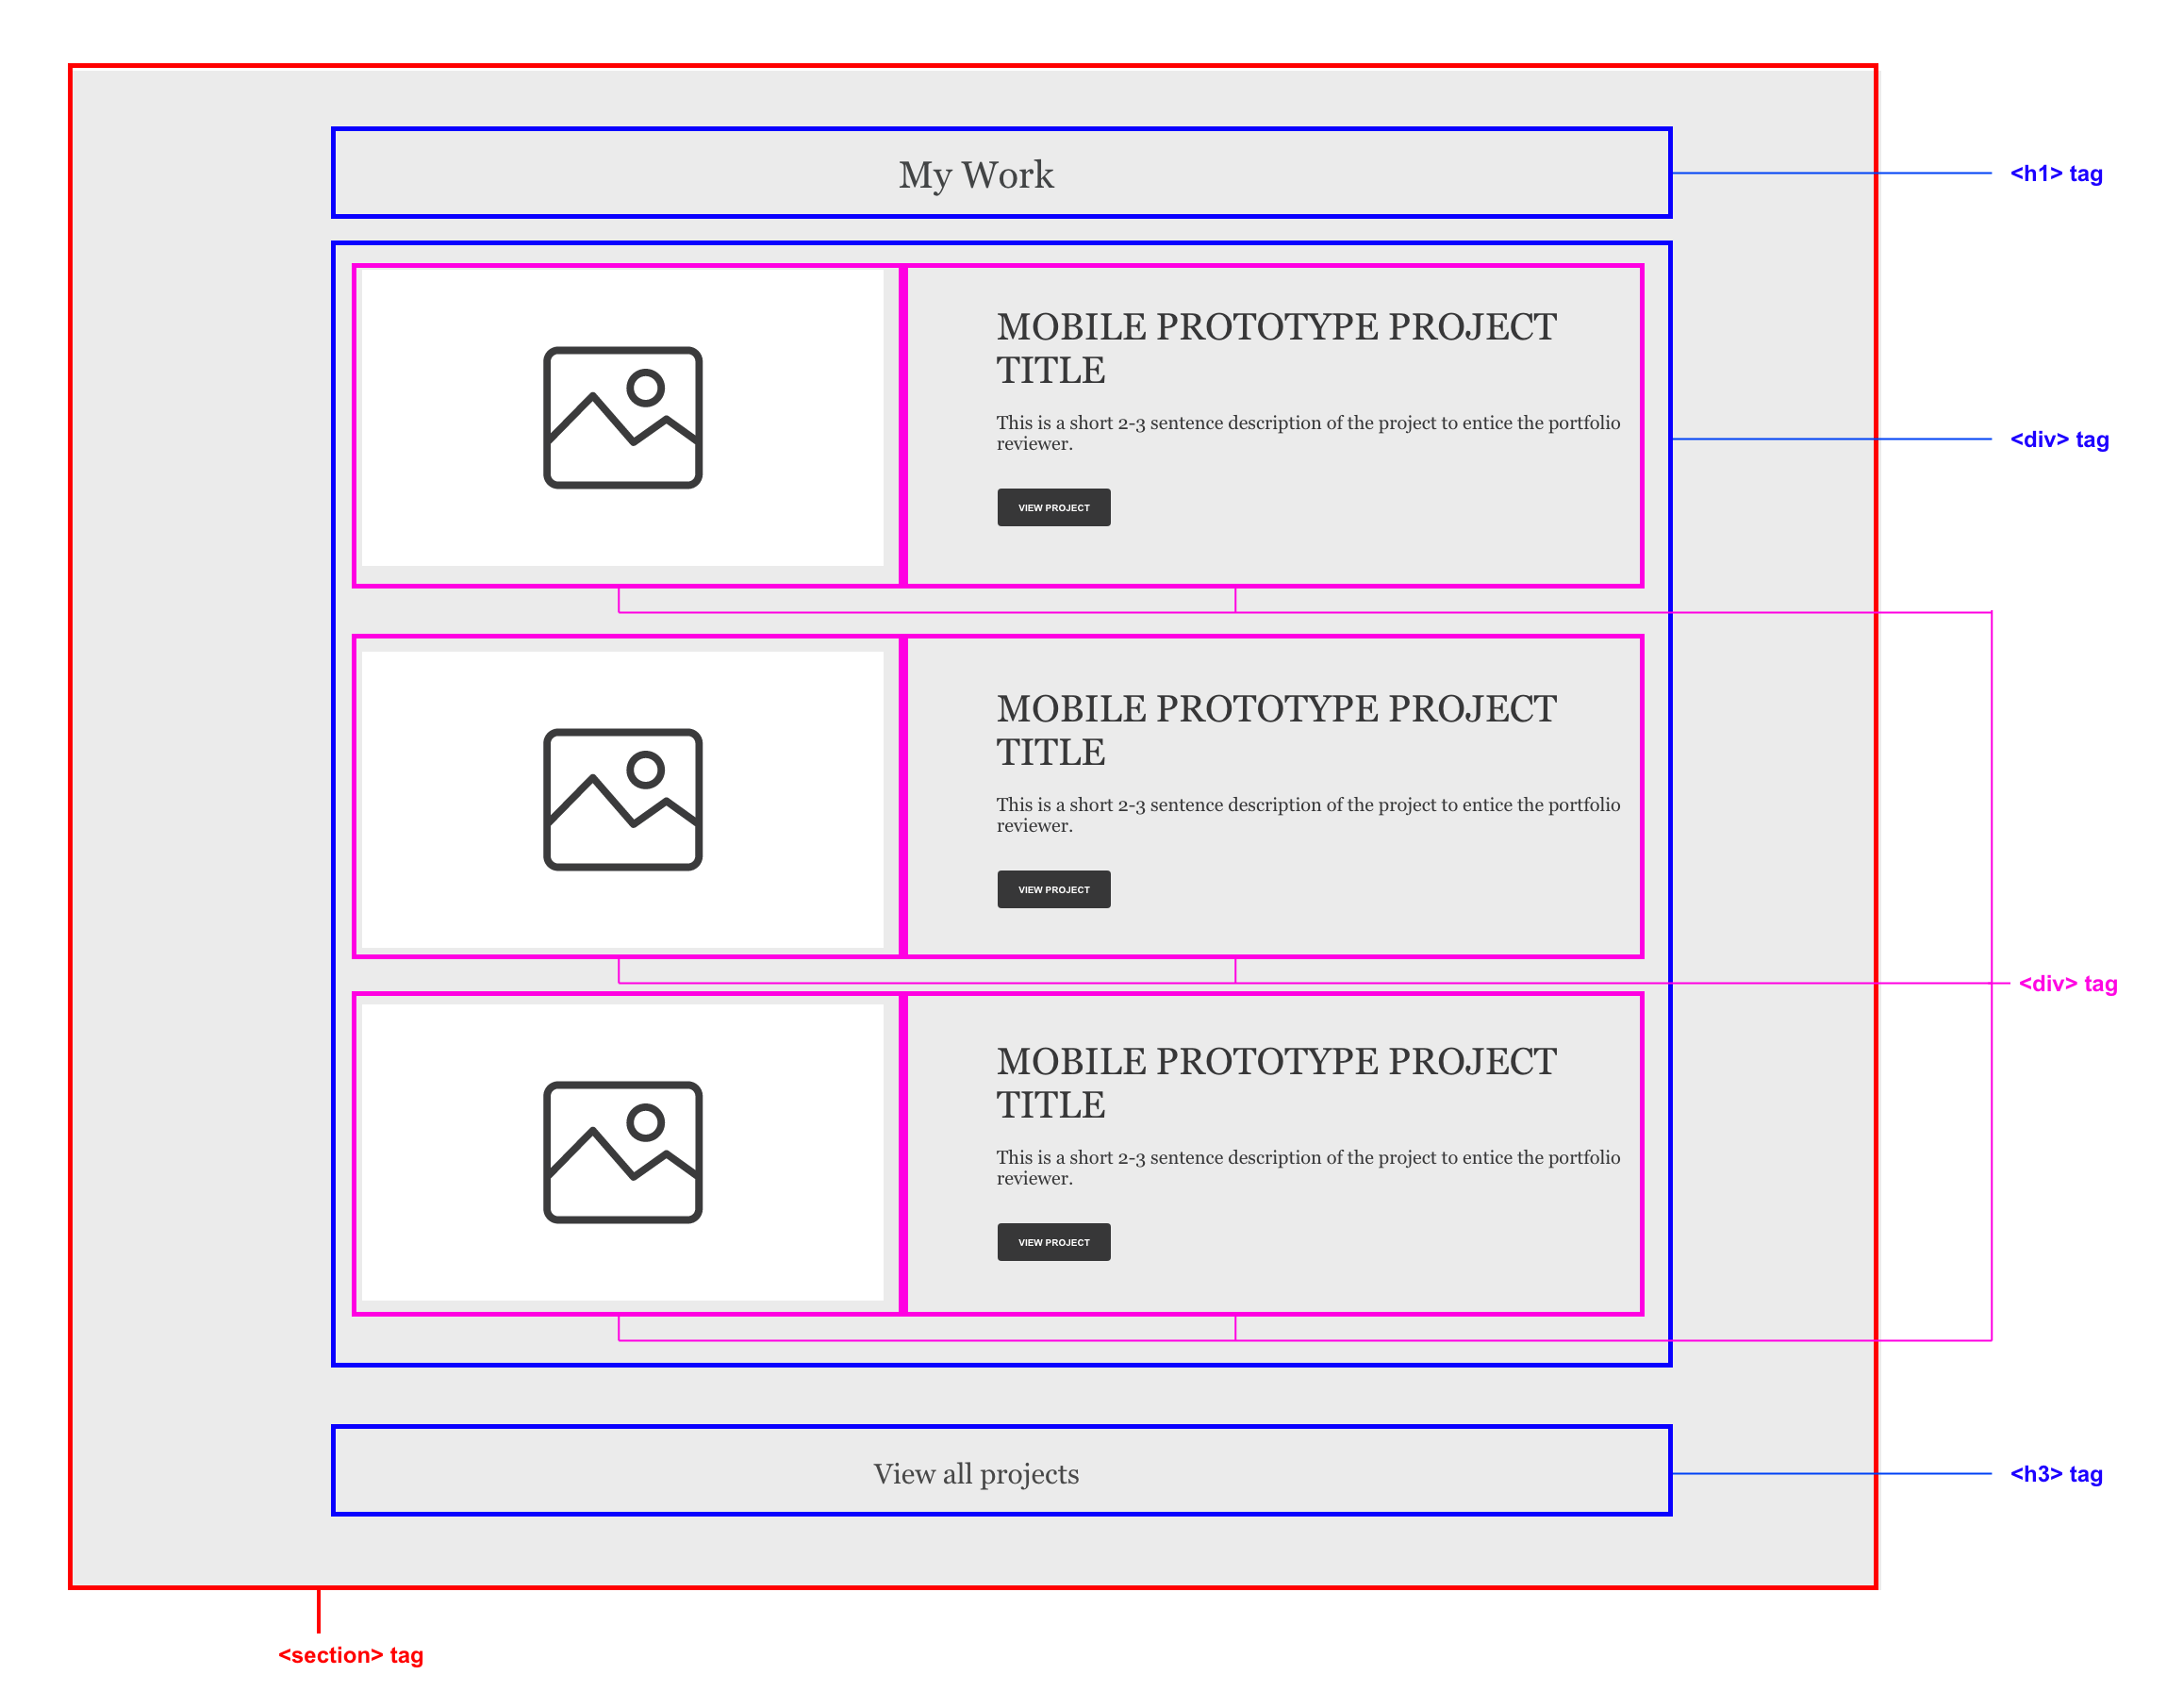 My Work
<h1> tag
MOBILE PROTOTYPE PROJECT
TITLE
This is a short 2-3 sentence description of the project to entice the portfolio
reviewer.
<div> tag
VIEW PROJECT
MOBILE PROTOTYPE PROJECT
TITLE
This is a short 2-3 sentence description of the project to entice the portfolio
reviewer.
VIEW PROJECT
<div> tag
MOBILE PROTOTYPE PROJECT
TITLE
This is a short 2-3 sentence description of the project to entice the portfolio
reviewer.
VIEW PROJECT
View all projects
<h3> tag
<section> tag